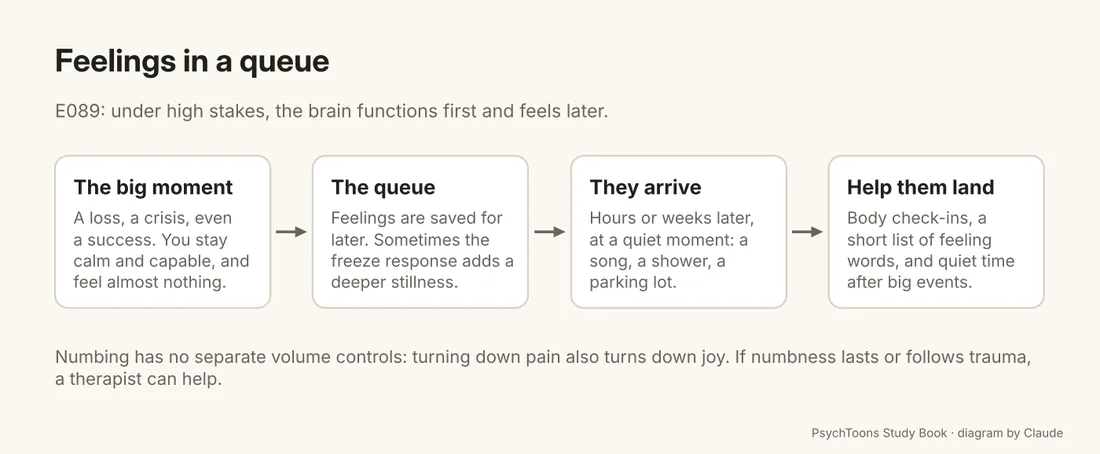 Feelings in a queue
E089: under high stakes, the brain functions first and feels later.
The big moment
A loss, a crisis, even
a success. You stay
calm and capable, and
feel almost nothing.
The queue
Feelings are saved for
later. Sometimes the
freeze response adds a
deeper stillness.
They arrive
Hours or weeks later,
at a quiet moment: a
song, a shower, a
parking lot.
Help them land
Body check-ins, a
short list of feeling
words, and quiet time
after big events.
Numbing has no separate volume controls: turning down pain also turns down joy. If numbness lasts or follows trauma,
a therapist can help.
PsychToons Study Book · diagram by Claude